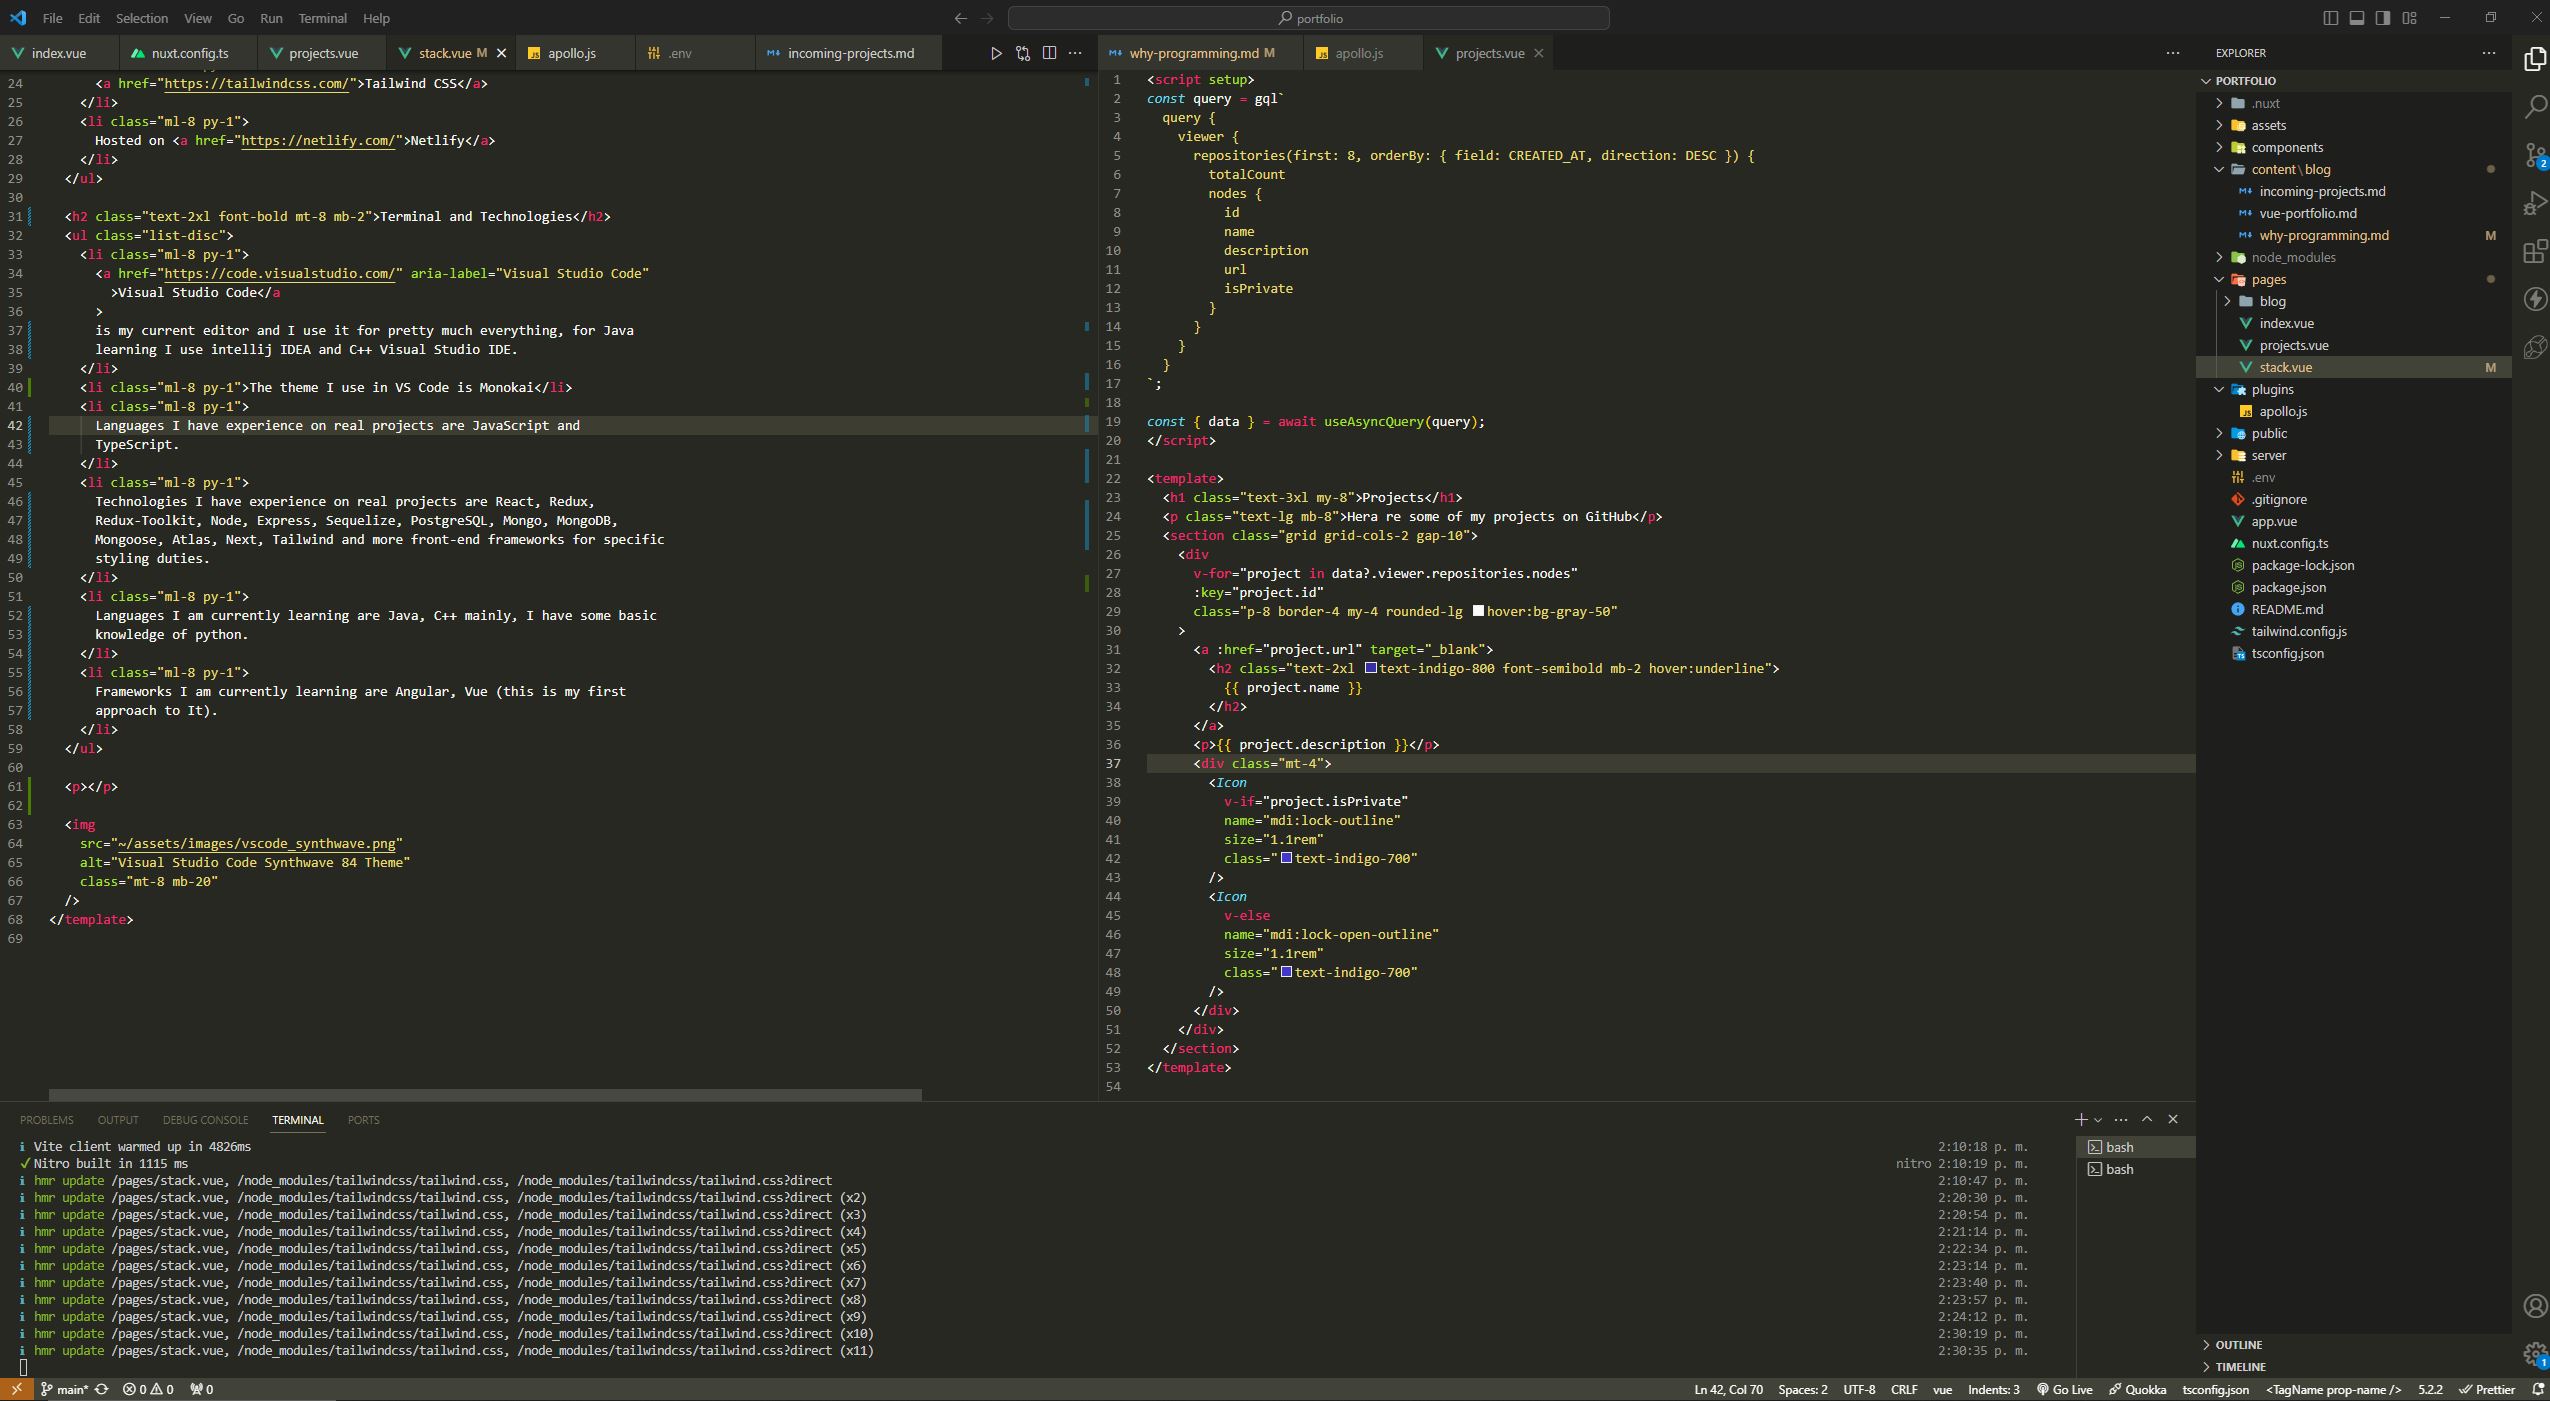 File Edit Selection View Go Run Terminal Help
portfolio
index.vue
nuxt.config.ts
projects.vue
stack.vue M
apollo.js
.env
incoming-projects.md
24 <a href="https://tailwindcss.com/">Tailwind CSS</a>
25 </li>
26 <li class="ml-8 py-1">
27 Hosted on <a href="https://netlify.com/">Netlify</a>
28 </li>
29 </ul>
30
31 <h2 class="text-2xl font-bold mt-8 mb-2">Terminal and Technologies</h2>
32 <ul class="list-disc">
33 <li class="ml-8 py-1">
34 <a href="https://code.visualstudio.com/" aria-label="Visual Studio Code"
35 >Visual Studio Code</a
36 >
37 is my current editor and I use it for pretty much everything, for Java
38 learning I use intellij IDEA and C++ Visual Studio IDE.
39 </li>
40 <li class="ml-8 py-1">The theme I use in VS Code is Monokai</li>
41 <li class="ml-8 py-1">
42 Languages I have experience on real projects are JavaScript and
43 TypeScript.
44 </li>
45 <li class="ml-8 py-1">
46 Technologies I have experience on real projects are React, Redux,
47 Redux-Toolkit, Node, Express, Sequelize, PostgreSQL, Mongo, MongoDB,
48 Mongoose, Atlas, Next, Tailwind and more front-end frameworks for specific
49 styling duties.
50 </li>
51 <li class="ml-8 py-1">
52 Languages I am currently learning are Java, C++ mainly, I have some basic
53 knowledge of python.
54 </li>
55 <li class="ml-8 py-1">
56 Frameworks I am currently learning are Angular, Vue (this is my first
57 approach to It).
58 </li>
59 </ul>
60
61 <p></p>
62
63 <img
64 src="~/assets/images/vscode_synthwave.png"
65 alt="Visual Studio Code Synthwave 84 Theme"
66 class="mt-8 mb-20"
67 />
68 </template>
69
why-programming.md M
apollo.js
projects.vue
1 <script setup>
2 const query = gql`
3 query {
4 viewer {
5 repositories(first: 8, orderBy: { field: CREATED_AT, direction: DESC }) {
6 totalCount
7 nodes {
8 id
9 name
10 description
11 url
12 isPrivate
13 }
14 }
15 }
16 }
17 `;
18
19 const { data } = await useAsyncQuery(query);
20 </script>
21
22 <template>
23 <h1 class="text-3xl my-8">Projects</h1>
24 <p class="text-lg mb-8">Hera re some of my projects on GitHub</p>
25 <section class="grid grid-cols-2 gap-10">
26 <div
27 v-for="project in data?.viewer.repositories.nodes"
28 :key="project.id"
29 class="p-8 border-4 my-4 rounded-lg hover:bg-gray-50"
30 >
31 <a :href="project.url" target="_blank">
32 <h2 class="text-2xl text-indigo-800 font-semibold mb-2 hover:underline">
33 {{ project.name }}
34 </h2>
35 </a>
36 <p>{{ project.description }}</p>
37 <div class="mt-4">
38 <Icon
39 v-if="project.isPrivate"
40 name="mdi:lock-outline"
41 size="1.1rem"
42 class="text-indigo-700"
43 />
44 <Icon
45 v-else
46 name="mdi:lock-open-outline"
47 size="1.1rem"
48 class="text-indigo-700"
49 />
50 </div>
51 </div>
52 </section>
53 </template>
54
EXPLORER
PORTFOLIO
.nuxt
assets
components
content\blog
incoming-projects.md
vue-portfolio.md
why-programming.md M
node_modules
pages
blog
index.vue
projects.vue
stack.vue M
plugins
apollo.js
public
server
.env
.gitignore
app.vue
nuxt.config.ts
package-lock.json
package.json
README.md
tailwind.config.js
tsconfig.json
OUTLINE
TIMELINE
2
1
PROBLEMS OUTPUT DEBUG CONSOLE TERMINAL PORTS
ℹ Vite client warmed up in 4826ms 2:10:18 p. m.
✓ Nitro built in 1115 ms nitro 2:10:19 p. m.
ℹ hmr update /pages/stack.vue, /node_modules/tailwindcss/tailwind.css, /node_modules/tailwindcss/tailwind.css?direct 2:10:47 p. m.
ℹ hmr update /pages/stack.vue, /node_modules/tailwindcss/tailwind.css, /node_modules/tailwindcss/tailwind.css?direct (x2) 2:20:30 p. m.
ℹ hmr update /pages/stack.vue, /node_modules/tailwindcss/tailwind.css, /node_modules/tailwindcss/tailwind.css?direct (x3) 2:20:54 p. m.
ℹ hmr update /pages/stack.vue, /node_modules/tailwindcss/tailwind.css, /node_modules/tailwindcss/tailwind.css?direct (x4) 2:21:14 p. m.
ℹ hmr update /pages/stack.vue, /node_modules/tailwindcss/tailwind.css, /node_modules/tailwindcss/tailwind.css?direct (x5) 2:22:34 p. m.
ℹ hmr update /pages/stack.vue, /node_modules/tailwindcss/tailwind.css, /node_modules/tailwindcss/tailwind.css?direct (x6) 2:23:14 p. m.
ℹ hmr update /pages/stack.vue, /node_modules/tailwindcss/tailwind.css, /node_modules/tailwindcss/tailwind.css?direct (x7) 2:23:40 p. m.
ℹ hmr update /pages/stack.vue, /node_modules/tailwindcss/tailwind.css, /node_modules/tailwindcss/tailwind.css?direct (x8) 2:23:57 p. m.
ℹ hmr update /pages/stack.vue, /node_modules/tailwindcss/tailwind.css, /node_modules/tailwindcss/tailwind.css?direct (x9) 2:24:12 p. m.
ℹ hmr update /pages/stack.vue, /node_modules/tailwindcss/tailwind.css, /node_modules/tailwindcss/tailwind.css?direct (x10) 2:30:19 p. m.
ℹ hmr update /pages/stack.vue, /node_modules/tailwindcss/tailwind.css, /node_modules/tailwindcss/tailwind.css?direct (x11) 2:30:35 p. m.
bash
bash
main* 0 0 0 Ln 42, Col 70 Spaces: 2 UTF-8 CRLF vue Indents: 3 Go Live Quokka tsconfig.json <TagName prop-name /> 5.2.2 Prettier